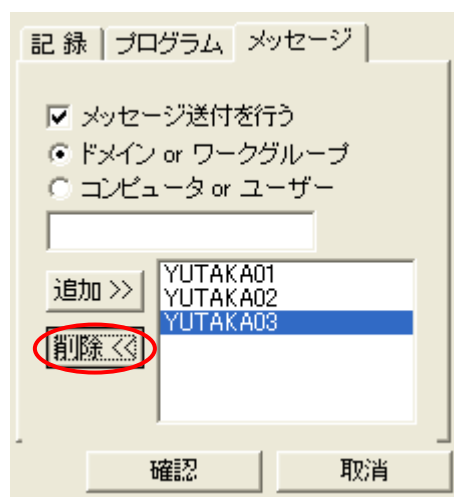 記 録 プログラム メッセージ
メッセージ送付を行う
ドメイン or ワークグループ
コンピュータ or ユーザー
追加 >>
YUTAKA01
YUTAKA02
YUTAKA03
削除 <<
確認 取消